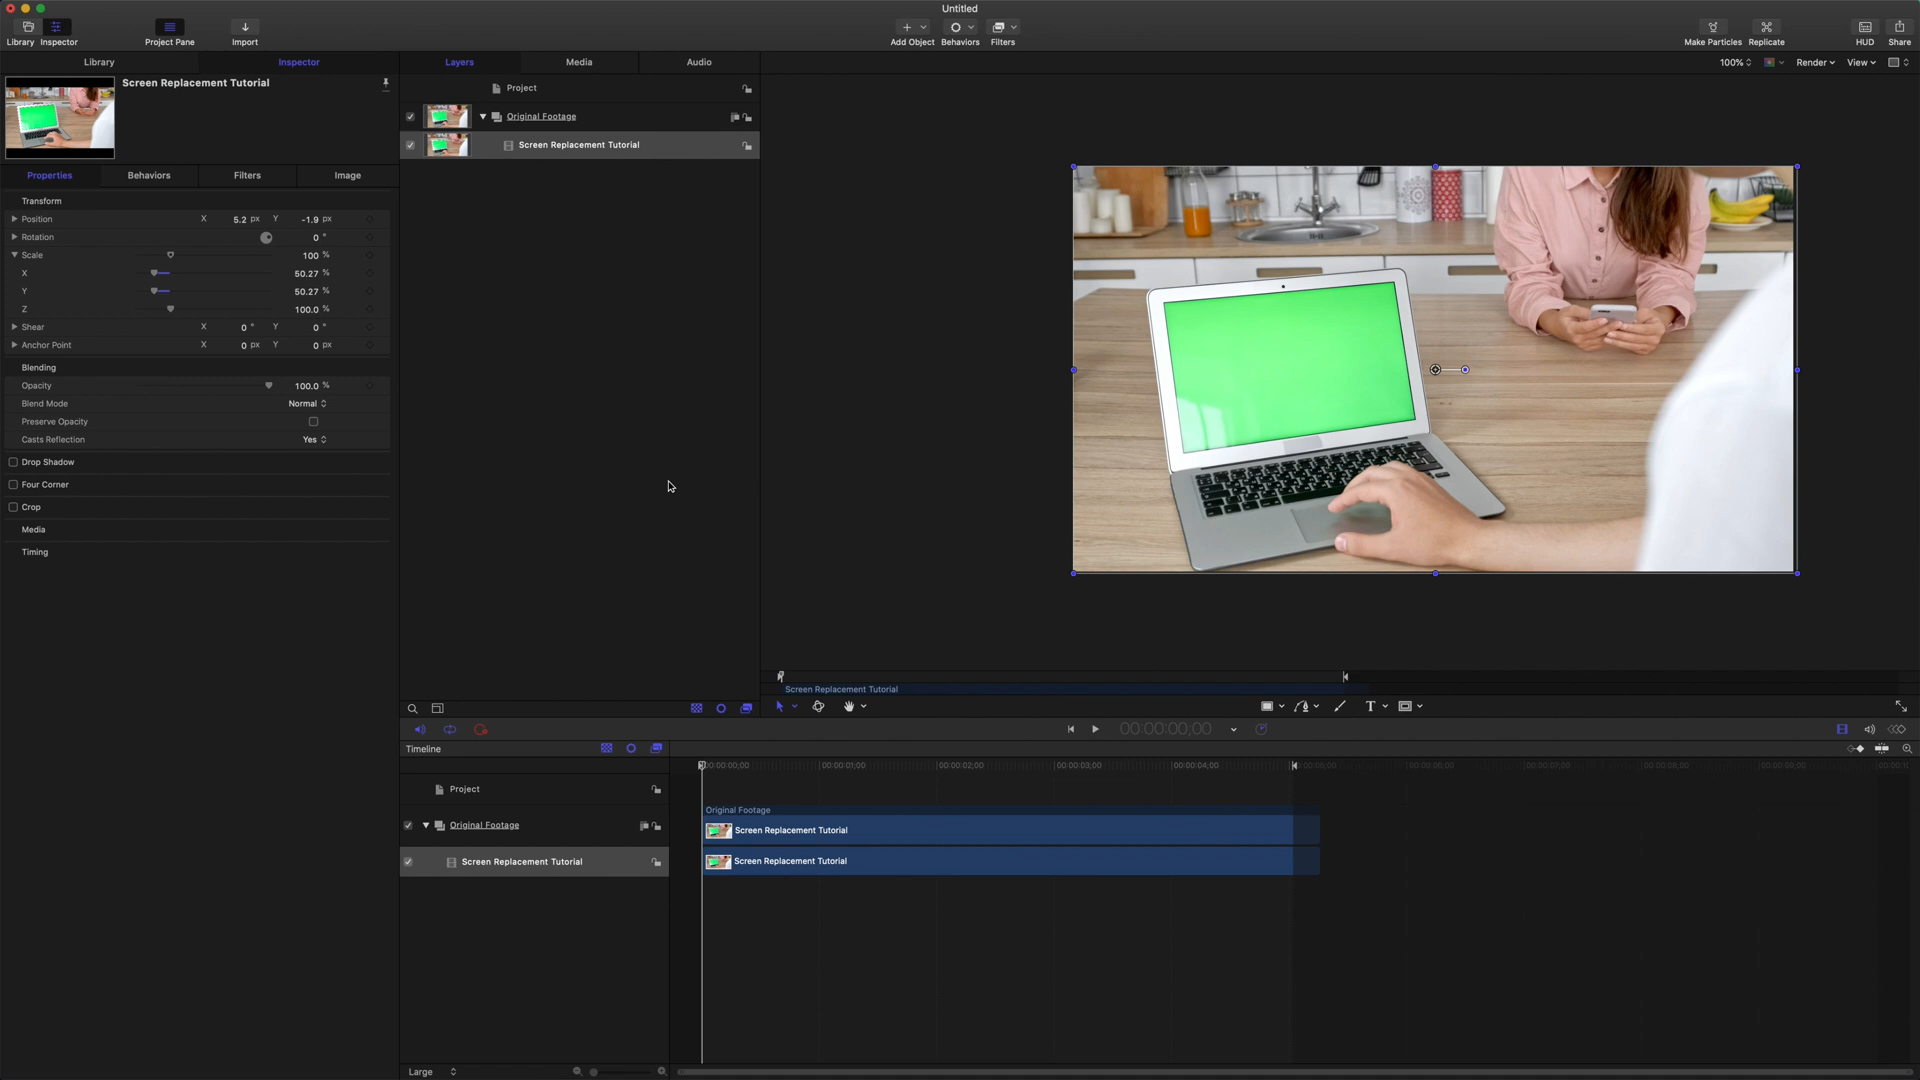 Untitled
Library Inspector Project Pane Import Add Object Behaviors Filters Make Particles Replicate HUD Share
Library Inspector Layers Media Audio 100% Render View
Screen Replacement Tutorial
Project
Original Footage
Screen Replacement Tutorial
Properties Behaviors Filters Image
Transform
Position X 5.2 px Y -1.9 px
Rotation 0 °
Scale 100 %
X 50.27 %
Y 50.27 %
Z 100.0 %
Shear X 0 ° Y 0 °
Anchor Point X 0 px Y 0 px
Blending
Opacity 100.0 %
Blend Mode Normal
Preserve Opacity
Casts Reflection Yes
Drop Shadow
Four Corner
Crop
Media
Timing
Screen Replacement Tutorial
T
00:00:00;00
Timeline
00:00:00;00 00:00:01;00 00:00:02;00 00:00:03;00 00:00:04;00 00:00:05;00 00:00:06;00 00:00:07;00 00:00:08;00 00:00:09;00
Project
Original Footage
Original Footage
Screen Replacement Tutorial
Screen Replacement Tutorial
Screen Replacement Tutorial
Large